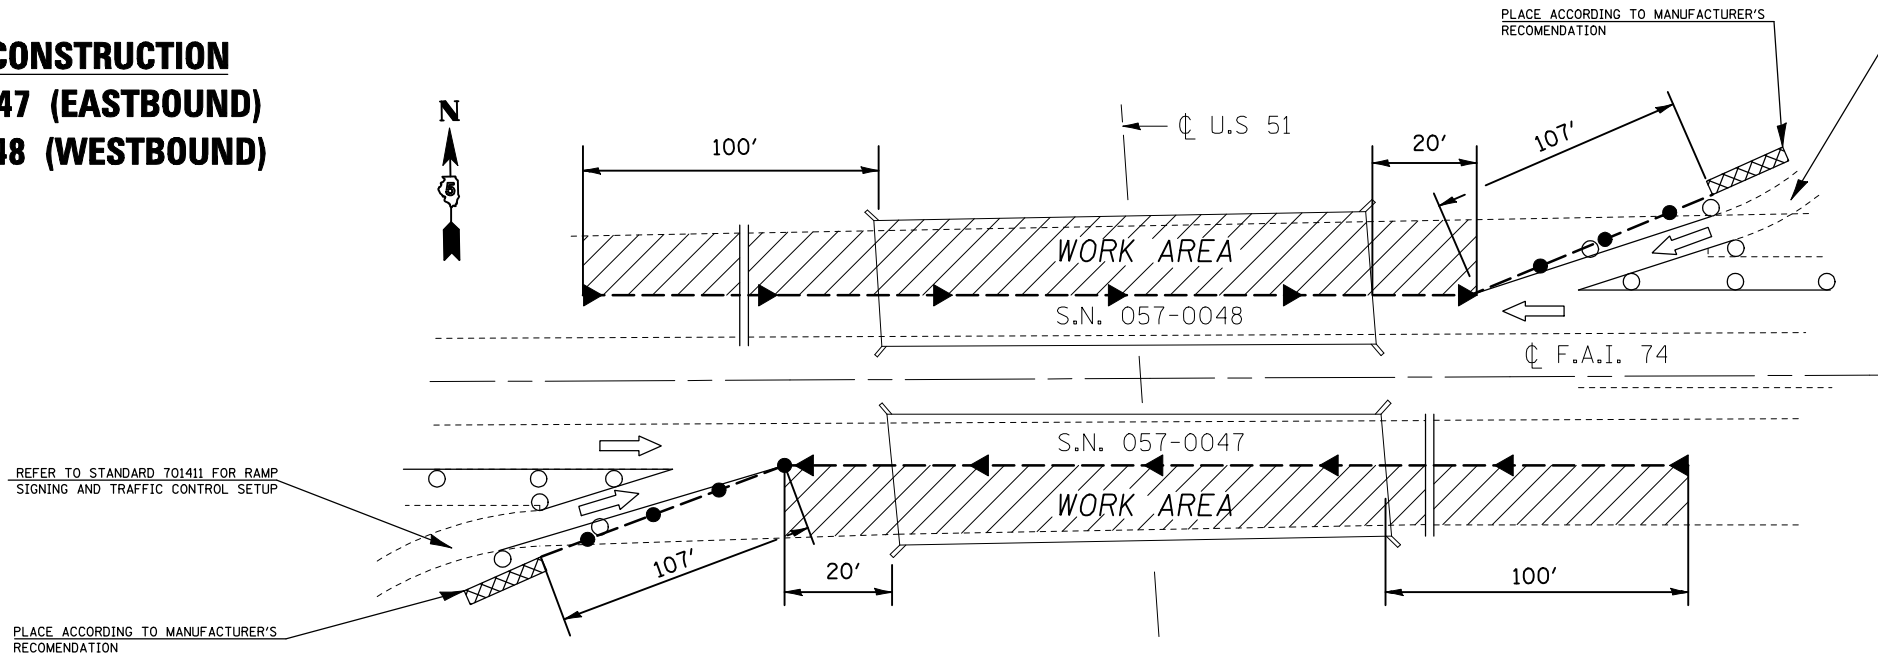 CONSTRUCTION
47 (EASTBOUND)
48 (WESTBOUND)
N
5
PLACE ACCORDING TO MANUFACTURER'S
RECOMENDATION
100'
℄ U.S 51
20'
107'
WORK AREA
S.N. 057-0048
℄ F.A.I. 74
S.N. 057-0047
WORK AREA
REFER TO STANDARD 701411 FOR RAMP
SIGNING AND TRAFFIC CONTROL SETUP
107'
20'
100'
PLACE ACCORDING TO MANUFACTURER'S
RECOMENDATION